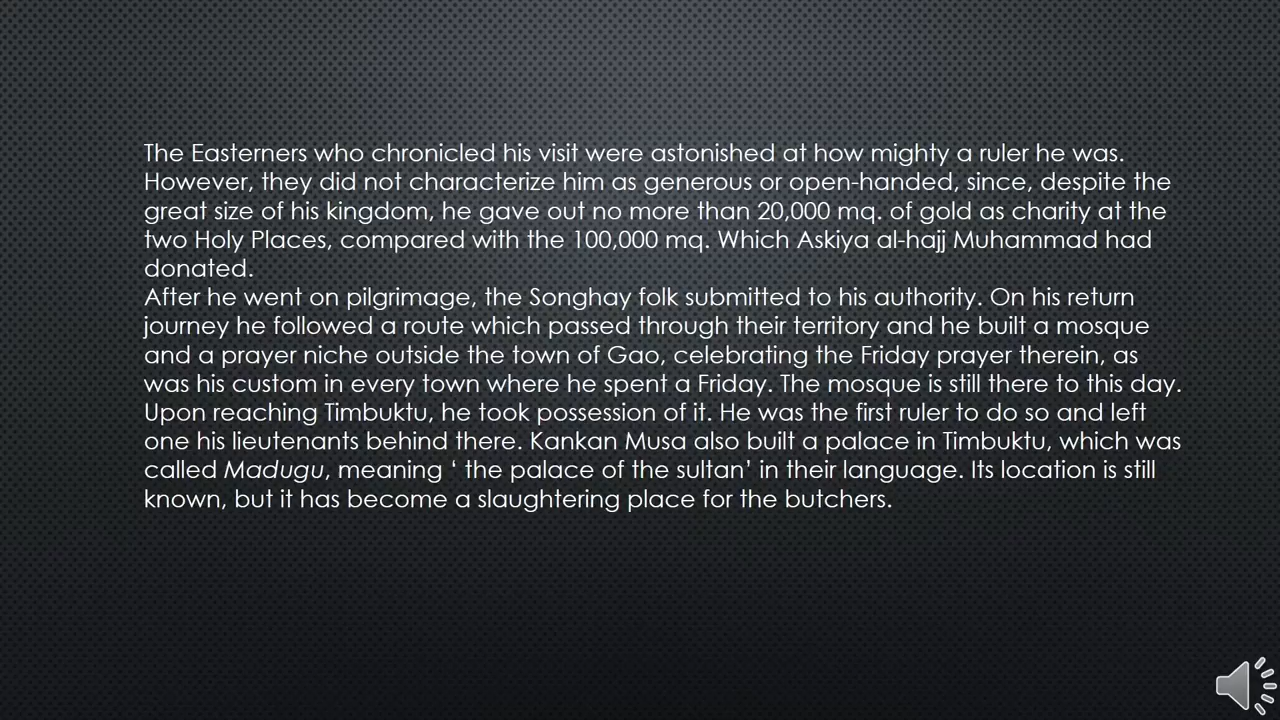 The Easterners who chronicled his visit were astonished at how mighty a ruler he was.
However, they did not characterize him as generous or open-handed, since, despite the
great size of his kingdom, he gave out no more than 20,000 mq. of gold as charity at the
two Holy Places, compared with the 100,000 mq. Which Askiya al-hajj Muhammad had
donated.
After he went on pilgrimage, the Songhay folk submitted to his authority. On his return
journey he followed a route which passed through their territory and he built a mosque
and a prayer niche outside the town of Gao, celebrating the Friday prayer therein, as
was his custom in every town where he spent a Friday. The mosque is still there to this day.
Upon reaching Timbuktu, he took possession of it. He was the first ruler to do so and left
one his lieutenants behind there. Kankan Musa also built a palace in Timbuktu, which was
called Madugu, meaning ‘ the palace of the sultan’ in their language. Its location is still
known, but it has become a slaughtering place for the butchers.